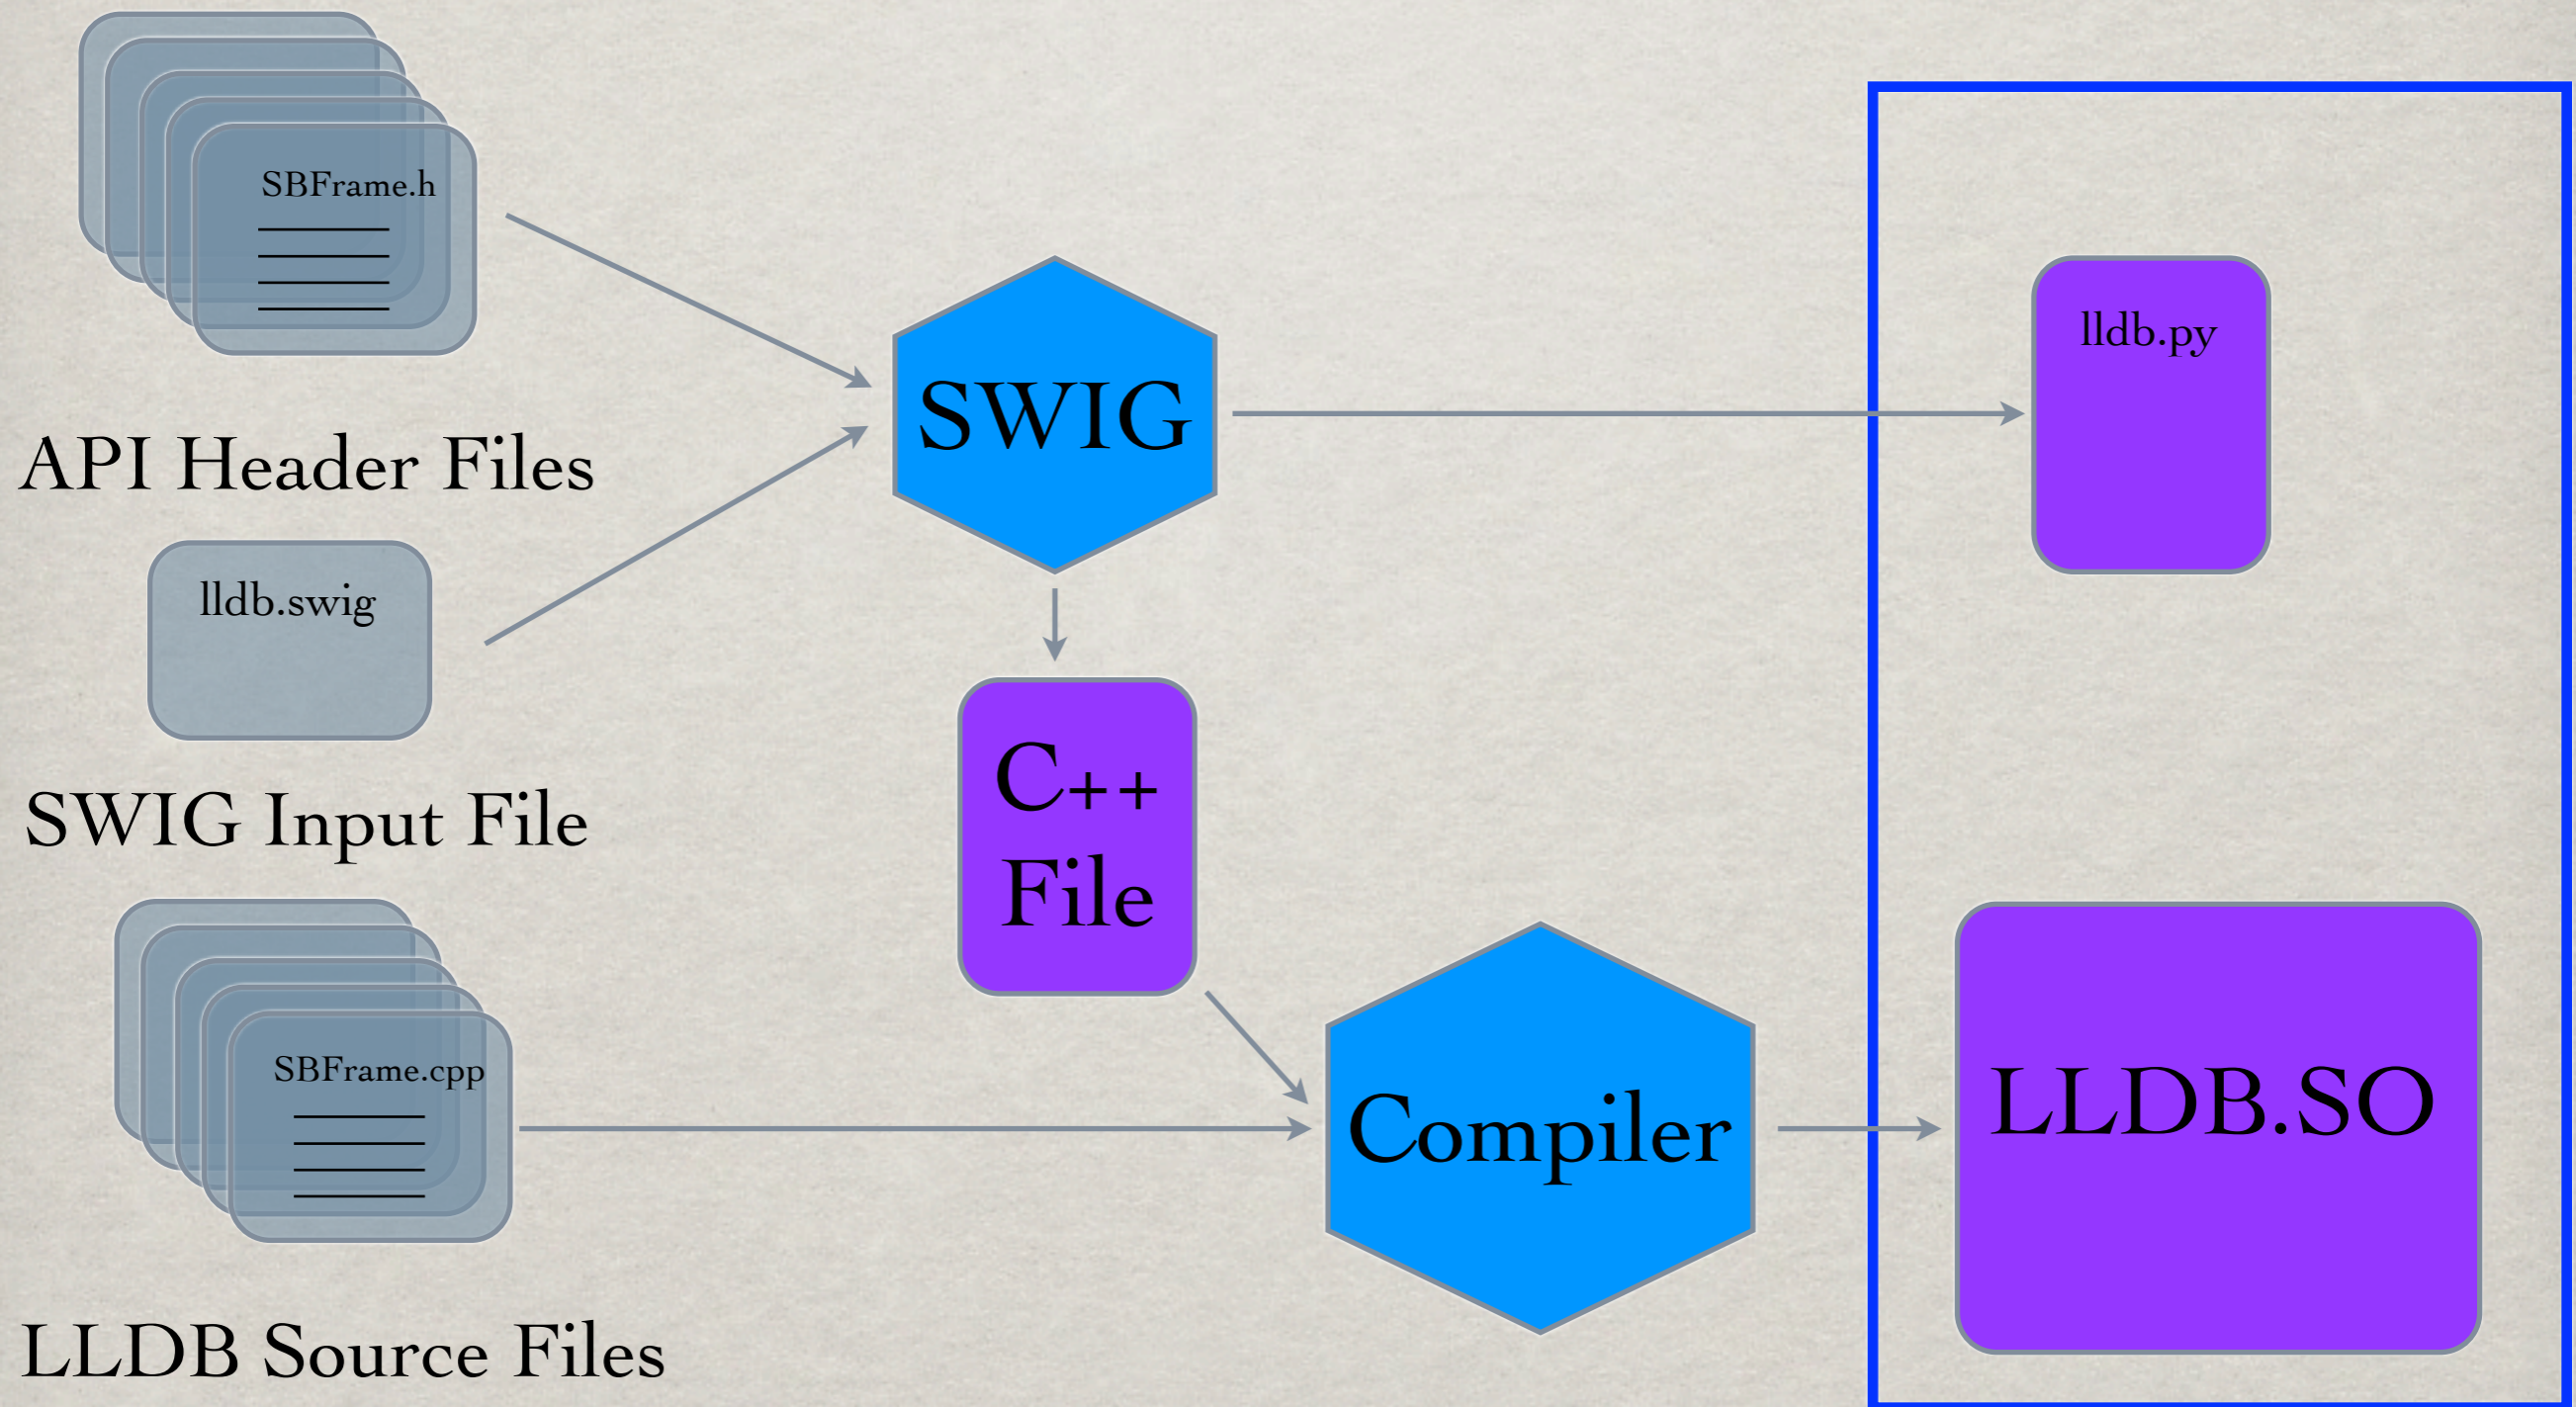 SBFrame.h
API Header Files
lldb.swig
SWIG Input File
SBFrame.cpp
LLDB Source Files
SWIG
C++
File
Compiler
lldb.py
LLDB.SO